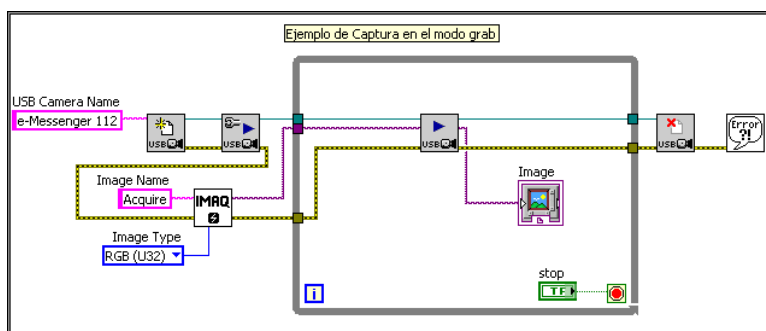 Ejemplo de Captura en el modo grab
USB Camera Name
e-Messenger 112
USB
USB
USB
USB
Error
?!
Image Name
Acquire
IMAQ
Image
Image Type
RGB (U32)
stop
TF
i